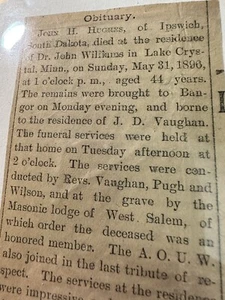 Obituary.
JOHN H. HUGHES, of Ipswich,
South Dakota, died at the residence
of Dr. John Williams in Lake Crys-
tal, Minn., on Sunday, May 31, 1896,
at 1 o'clock p. m., aged 44 years.
The remains were brought to Ban-
gor on Monday evening, and borne
to the residence of J. D. Vaughan.
The funeral services were held at
that home on Tuesday afternoon at
2 o'clock. The services were con-
ducted by Revs. Vaughan, Pugh and
Wilson, and at the grave by the
Masonic lodge of West Salem, of
which order the deceased was an
honored member. The A. O. U. W.
also joined in the last tribute of re-
spect. The services at the residence
were impressive